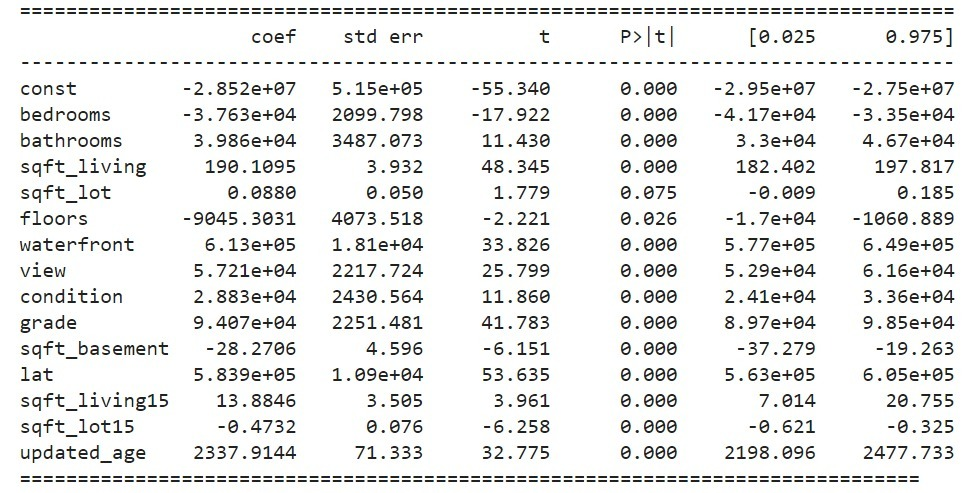 ==============================================================================
coef std err t P>|t| [0.025 0.975]
------------------------------------------------------------------------------
const -2.852e+07 5.15e+05 -55.340 0.000 -2.95e+07 -2.75e+07
bedrooms -3.763e+04 2099.798 -17.922 0.000 -4.17e+04 -3.35e+04
bathrooms 3.986e+04 3487.073 11.430 0.000 3.3e+04 4.67e+04
sqft_living 190.1095 3.932 48.345 0.000 182.402 197.817
sqft_lot 0.0880 0.050 1.779 0.075 -0.009 0.185
floors -9045.3031 4073.518 -2.221 0.026 -1.7e+04 -1060.889
waterfront 6.13e+05 1.81e+04 33.826 0.000 5.77e+05 6.49e+05
view 5.721e+04 2217.724 25.799 0.000 5.29e+04 6.16e+04
condition 2.883e+04 2430.564 11.860 0.000 2.41e+04 3.36e+04
grade 9.407e+04 2251.481 41.783 0.000 8.97e+04 9.85e+04
sqft_basement -28.2706 4.596 -6.151 0.000 -37.279 -19.263
lat 5.839e+05 1.09e+04 53.635 0.000 5.63e+05 6.05e+05
sqft_living15 13.8846 3.505 3.961 0.000 7.014 20.755
sqft_lot15 -0.4732 0.076 -6.258 0.000 -0.621 -0.325
updated_age 2337.9144 71.333 32.775 0.000 2198.096 2477.733
==============================================================================